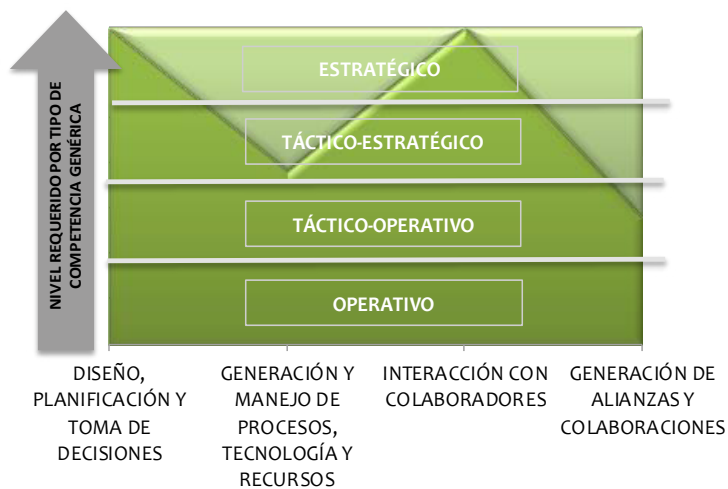 NIVEL REQUERIDO POR TIPO DE
COMPETENCIA GENÉRICA
ESTRATÉGICO
TÁCTICO-ESTRATÉGICO
TÁCTICO-OPERATIVO
OPERATIVO
DISEÑO,
PLANIFICACIÓN Y
TOMA DE
DECISIONES
GENERACIÓN Y
MANEJO DE
PROCESOS,
TECNOLOGÍA Y
RECURSOS
INTERACCIÓN CON
COLABORADORES
GENERACIÓN DE
ALIANZAS Y
COLABORACIONES